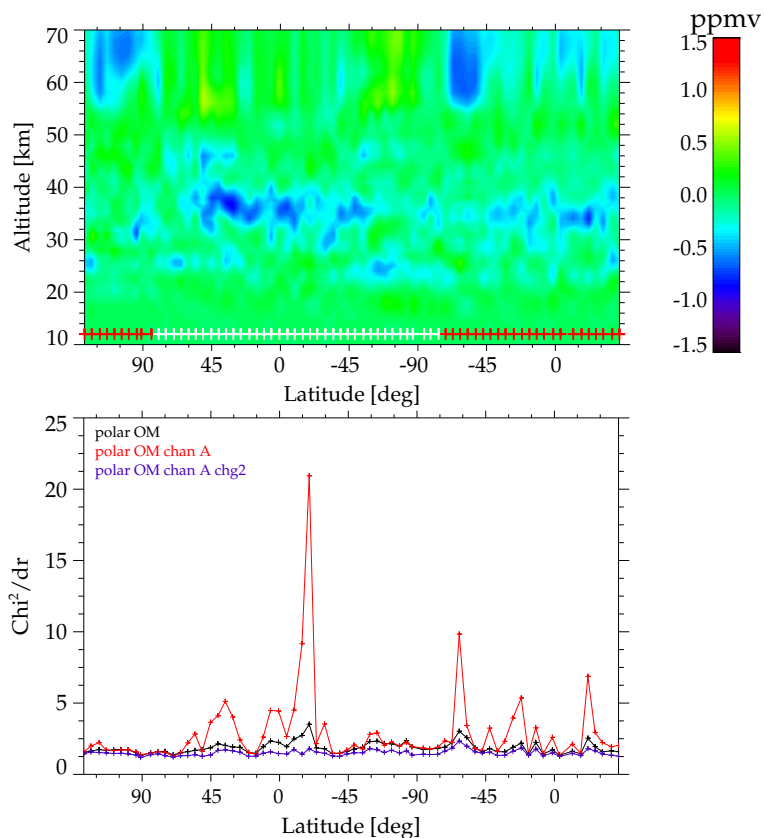 ppmv
70
60
50
40
30
20
10
Altitude [km]
90 45 0 -45 -90 -45 0
Latitude [deg]
1.5
1.0
0.5
0.0
-0.5
-1.0
-1.5
25
20
15
10
5
0
Chi²/dr
polar OM
polar OM chan A
polar OM chan A chg2
90 45 0 -45 -90 -45 0
Latitude [deg]